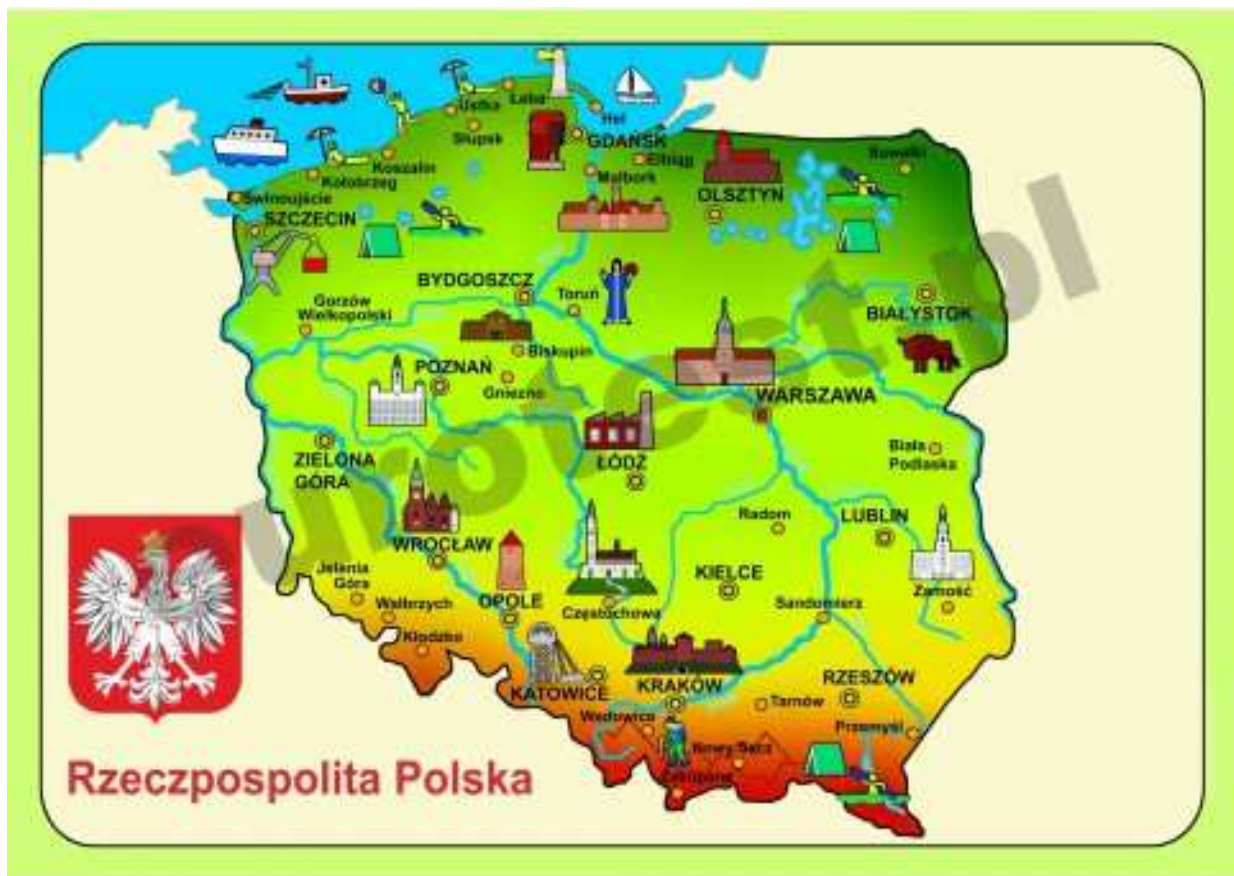 Ustka
Łeba
Hel
Słupsk
GDAŃSK
Elbląg
Suwałki
Koszalin
Malbork
Kołobrzeg
OLSZTYN
Świnoujście
SZCZECIN
BYDGOSZCZ
Toruń
Gorzów
Wielkopolski
BIAŁYSTOK
Biskupin
POZNAŃ
Gniezno
WARSZAWA
ZIELONA
GÓRA
ŁÓDŹ
Biała
Podlaska
Radom
LUBLIN
WROCŁAW
Jelenia
Góra
KIELCE
Wałbrzych
OPOLE
Częstochowa
Sandomierz
Zamość
Kłodzko
KATOWICE
KRAKÓW
RZESZÓW
Tarnów
Wadowice
Przemyśl
Nowy Sącz
Zakopane
Rzeczpospolita Polska
eurotest.pl